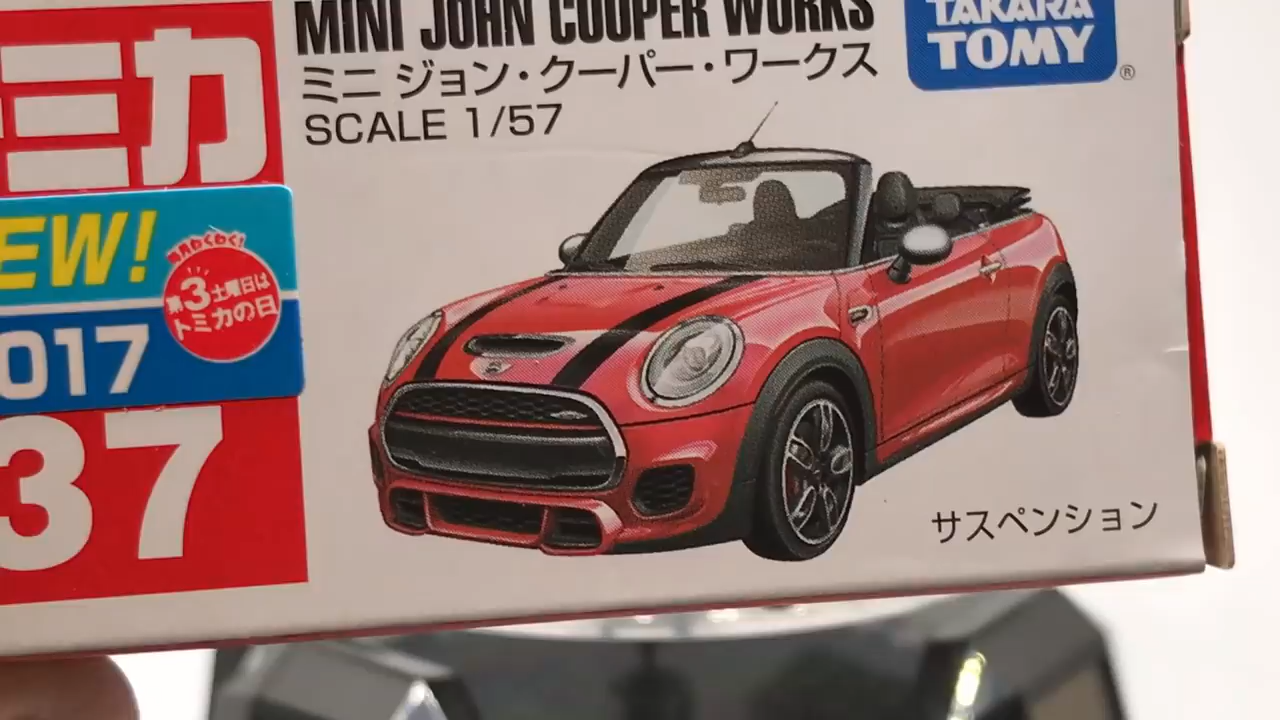 MINI JOHN COOPER WORKS
ミニ ジョン・クーパー・ワークス
SCALE 1/57
TAKARA
TOMY
®
ミカ
EW!
毎月わくわく!
第3土曜日は
トミカの日
017
37
サスペンション